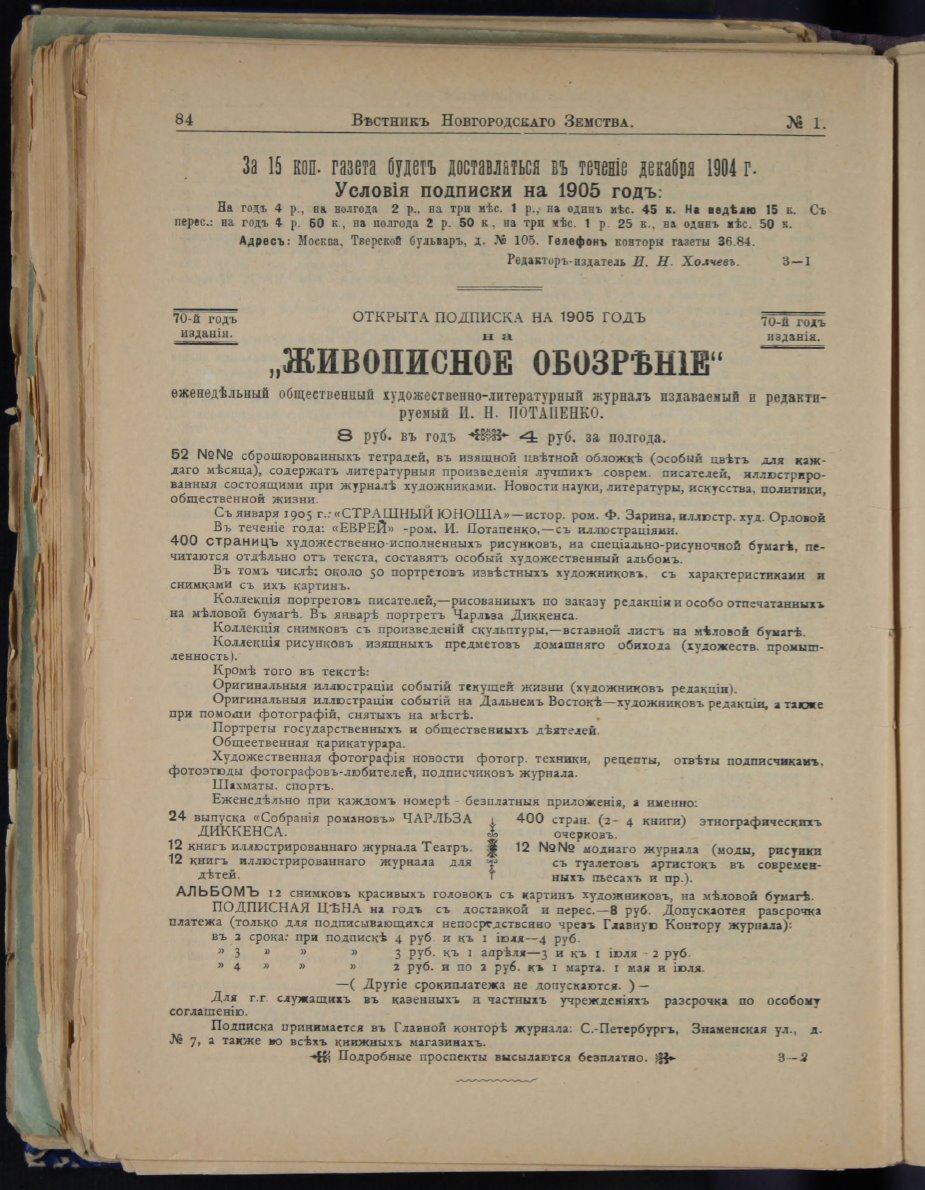 84
Вѣстникъ Новгородскаго Земства.
№ 1.
За 15 коп. газета будетъ доставляться въ теченіе декабря 1904 г.
Условія подписки на 1905 годъ:
На годъ 4 р., на полгода 2 р., на три мѣс. 1 р., на одинъ мѣс. 45 к. На недѣлю 15 к. Съ
перес.: на годъ 4 р. 60 к., на полгода 2 р. 50 к, на три мѣс. 1 р. 25 к., на одинъ мѣс. 50 к.
Адресъ: Москва, Тверской бульваръ, д. № 105. Телефонъ конторы газеты 36.84.
Редакторъ-издатель И. Н. Холчевъ. 3—1
70-й годъ
изданія.
ОТКРЫТА ПОДПИСКА НА 1905 ГОДЪ
на
70-й годъ
изданія.
„ЖИВОПИСНОЕ ОБОЗРѢНІЕ“
еженедѣльный общественный художественно-литературный журналъ издаваемый и редакти-
руемый И. Н. ПОТАПЕНКО.
8 руб. въ годъ 4 руб. за полгода.
52 №№ сброшюрованныхъ тетрадей, въ изящной цвѣтной обложкѣ (особый цвѣтъ для каж-
даго мѣсяца), содержатъ литературныя произведенія лучшихъ соврем. писателей, иллюстриро-
ванныя состоящими при журналѣ художниками. Новости науки, литературы, искусства, политики,
общественной жизни.
Съ января 1905 г.: «СТРАШНЫЙ ЮНОША»—истор. ром. Ф. Зарина, иллюстр. худ. Орловой
Въ теченіе года: «ЕВРЕЙ» -ром. И. Потапенко,—съ иллюстраціями.
400 страницъ художественно-исполненныхъ рисунковъ, на спеціально-рисуночной бумагѣ, пе-
читаются отдѣльно отъ текста, составятъ особый художественный альбомъ.
Въ томъ числѣ: около 50 портретовъ извѣстныхъ художниковъ, съ характеристиками и
снимками съ ихъ картинъ.
Коллекція портретовъ писателей,—рисованныхъ по заказу редакціи и особо отпечатанныхъ
на мѣловой бумагѣ. Въ январѣ портретъ Чарльза Диккенса.
Коллекція снимковъ съ произведеній скульптуры,—вставной листъ на мѣловой бумагѣ.
Коллекція рисунковъ изящныхъ предметовъ домашняго обихода (художеств. промыш-
ленность).
Кромѣ того въ текстѣ:
Оригинальныя иллюстраціи событій текущей жизни (художниковъ редакціи).
Оригинальныя иллюстраціи событій на Дальнемъ Востокѣ—художниковъ редакціи, а также
при помощи фотографій, снятыхъ на мѣстѣ.
Портреты государственныхъ и общественныхъ дѣятелей.
Общеетвенная карикатурара.
Художественная фотографія новости фотогр. техники, рецепты, отвѣты подписчикамъ,
фотоэтюды фотографовъ-любителей, подписчиковъ журнала.
Шахматы. спортъ.
Еженедѣльно при каждомъ номерѣ - безплатныя приложенія, а именно:
24 выпуска «Собранія романовъ» ЧАРЛЬЗА
ДИККЕНСА.
12 книгъ иллюстрированнаго журнала Театръ.
12 книгъ иллюстрированнаго журнала для
дѣтей.
400 стран. (2- 4 книги) этнографическихъ
очерковъ.
12 №№ моднаго журнала (моды, рисунки
съ туалетовъ артистокъ въ современ-
ныхъ пьесахъ и пр.).
АЛЬБОМЪ 12 снимковъ красивыхъ головокъ съ картинъ художниковъ, на мѣловой бумагѣ.
ПОДПИСНАЯ ЦѢНА на годъ съ доставкой и перес.—8 руб. Допускаотея разсрочка
платежа (только для подписывающихся непосредственно чрезъ Главную Контору журнала):
въ 2 срока: при подпискѣ 4 руб. и къ 1 іюля—4 руб.
» 3 » » » 3 руб. къ 1 апрѣля—3 и къ 1 іюля - 2 руб.
» 4 » » » 2 руб. и по 2 руб. къ 1 марта. 1 мая и іюля.
—( Другіе срокиплатежа не допускаются. )—
Для г.г. служащихъ въ казенныхъ и частныхъ учрежденіяхъ разсрочка по особому
соглашенію.
Подписка принимается въ Главной конторѣ журнала: С.-Петербургъ, Знаменская ул., д.
№ 7, а также во всѣхъ книжныхъ магазинахъ.
Подробные проспекты высылаются безплатно. 3—2